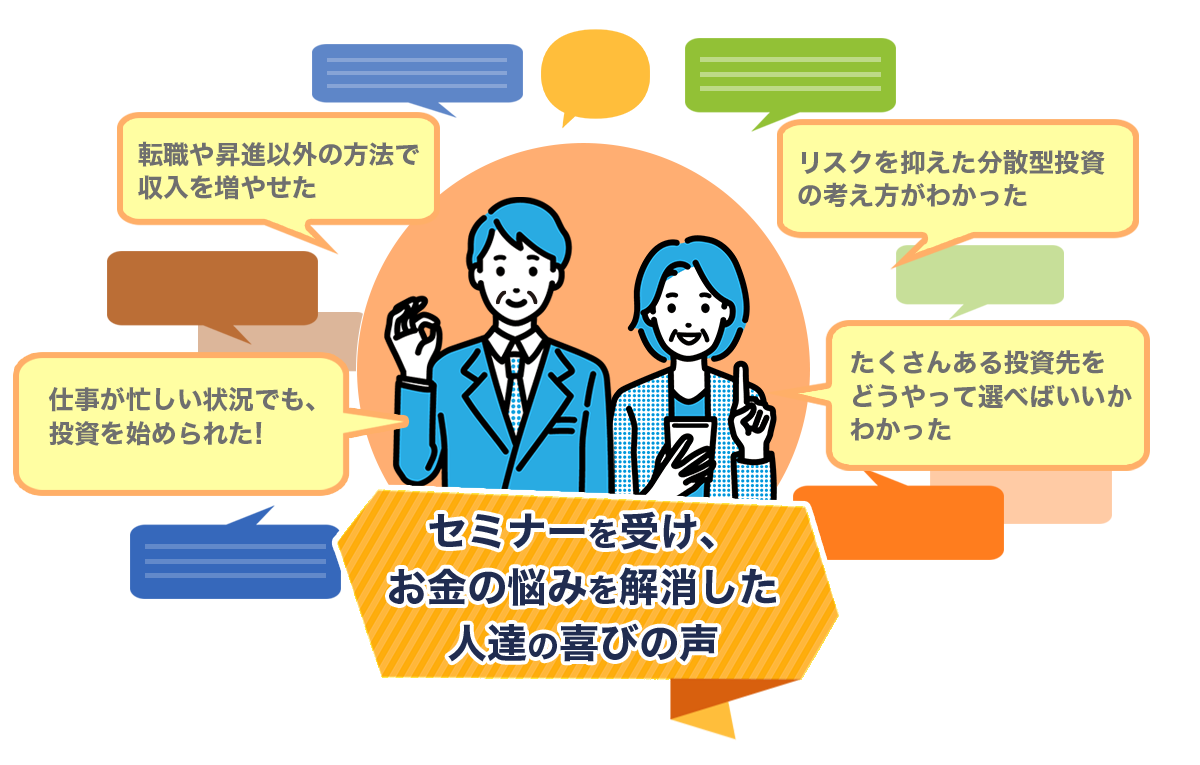 転職や昇進以外の方法で
収入を増やせた
リスクを抑えた分散型投資
の考え方がわかった
仕事が忙しい状況でも、
投資を始められた!
たくさんある投資先を
どうやって選べばいいか
わかった
セミナーを受け、
お金の悩みを解消した
人達の喜びの声